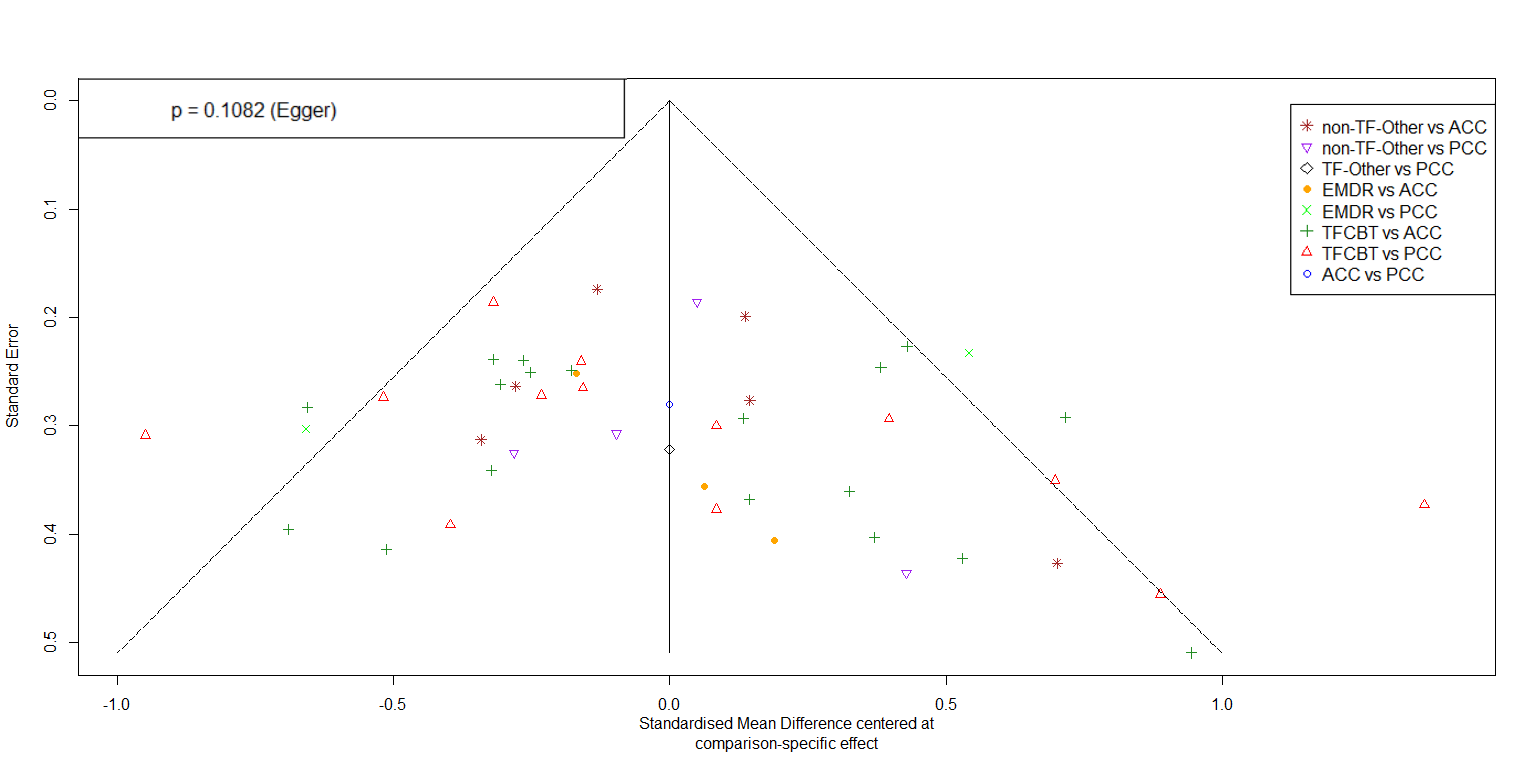 p = 0.1082 (Egger)
non-TF-Other vs ACC
non-TF-Other vs PCC
TF-Other vs PCC
EMDR vs ACC
EMDR vs PCC
TFCBT vs ACC
TFCBT vs PCC
ACC vs PCC
Standard Error
0.0
0.1
0.2
0.3
0.4
0.5
-1.0
-0.5
0.0
0.5
1.0
Standardised Mean Difference centered at
comparison-specific effect